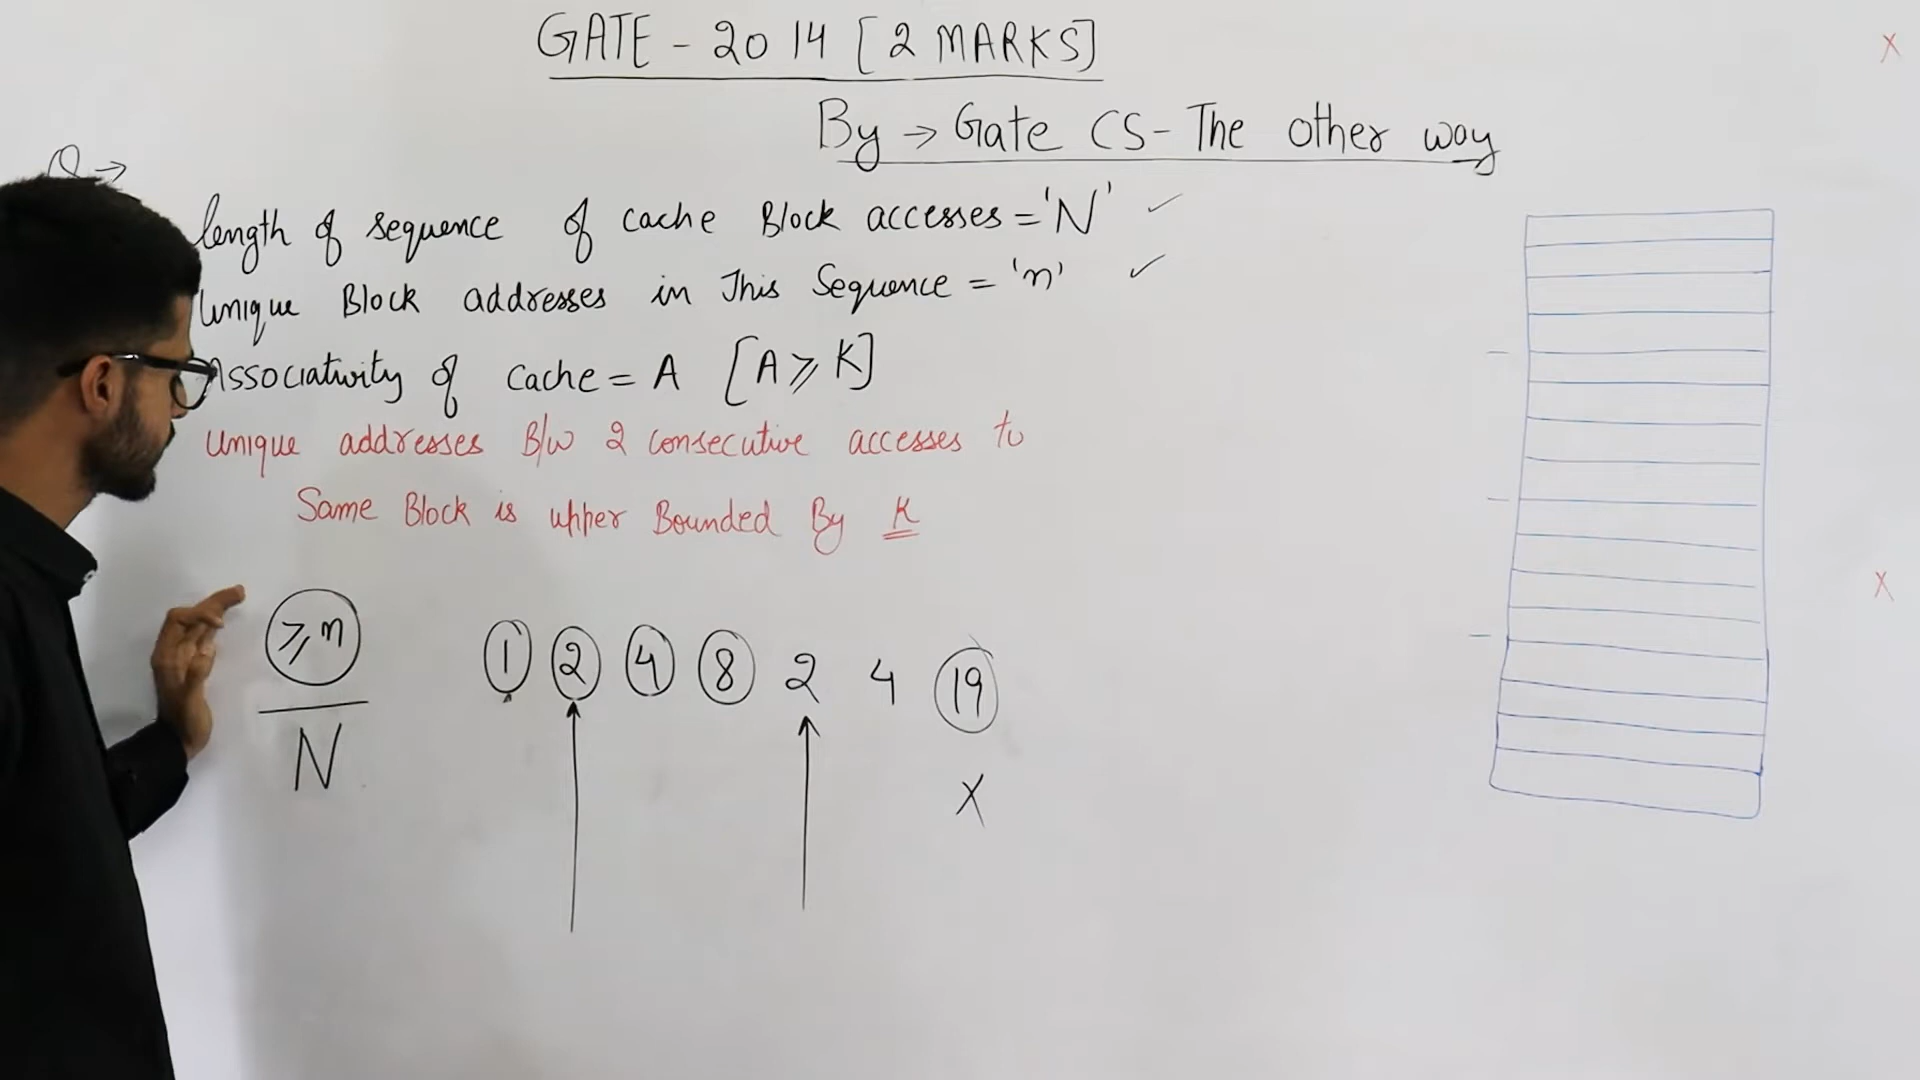 GATE - 2014 [2 MARKS]
By → Gate CS - The other way
Q →
length of sequence of cache Block accesses = 'N' ✓
Unique Block addresses in This Sequence = 'n' ✓
Associativity of cache = A [A ⩾ K]
Unique addresses B/w 2 consecutive accesses to
Same Block is upper Bounded By K
⩾ n
N
1 2 4 8 2 4 19
X
X
X